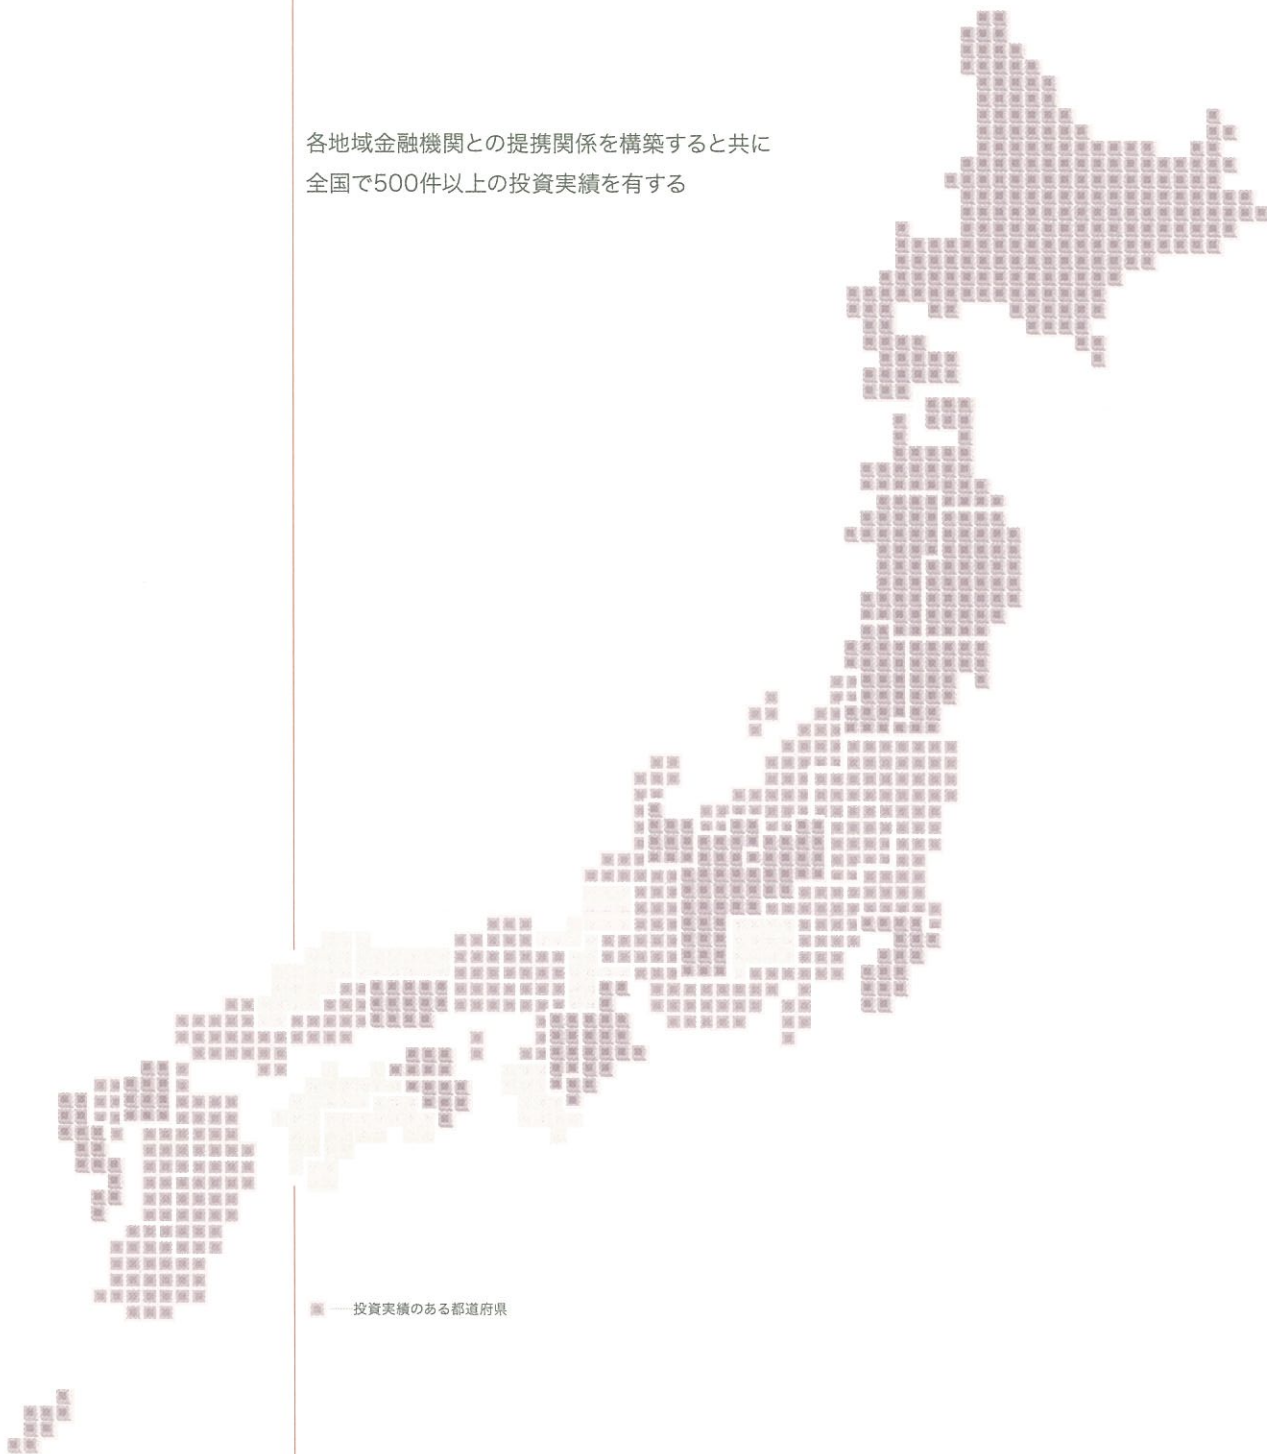 各地域金融機関との提携関係を構築すると共に
全国で500件以上の投資実績を有する
投資実績のある都道府県